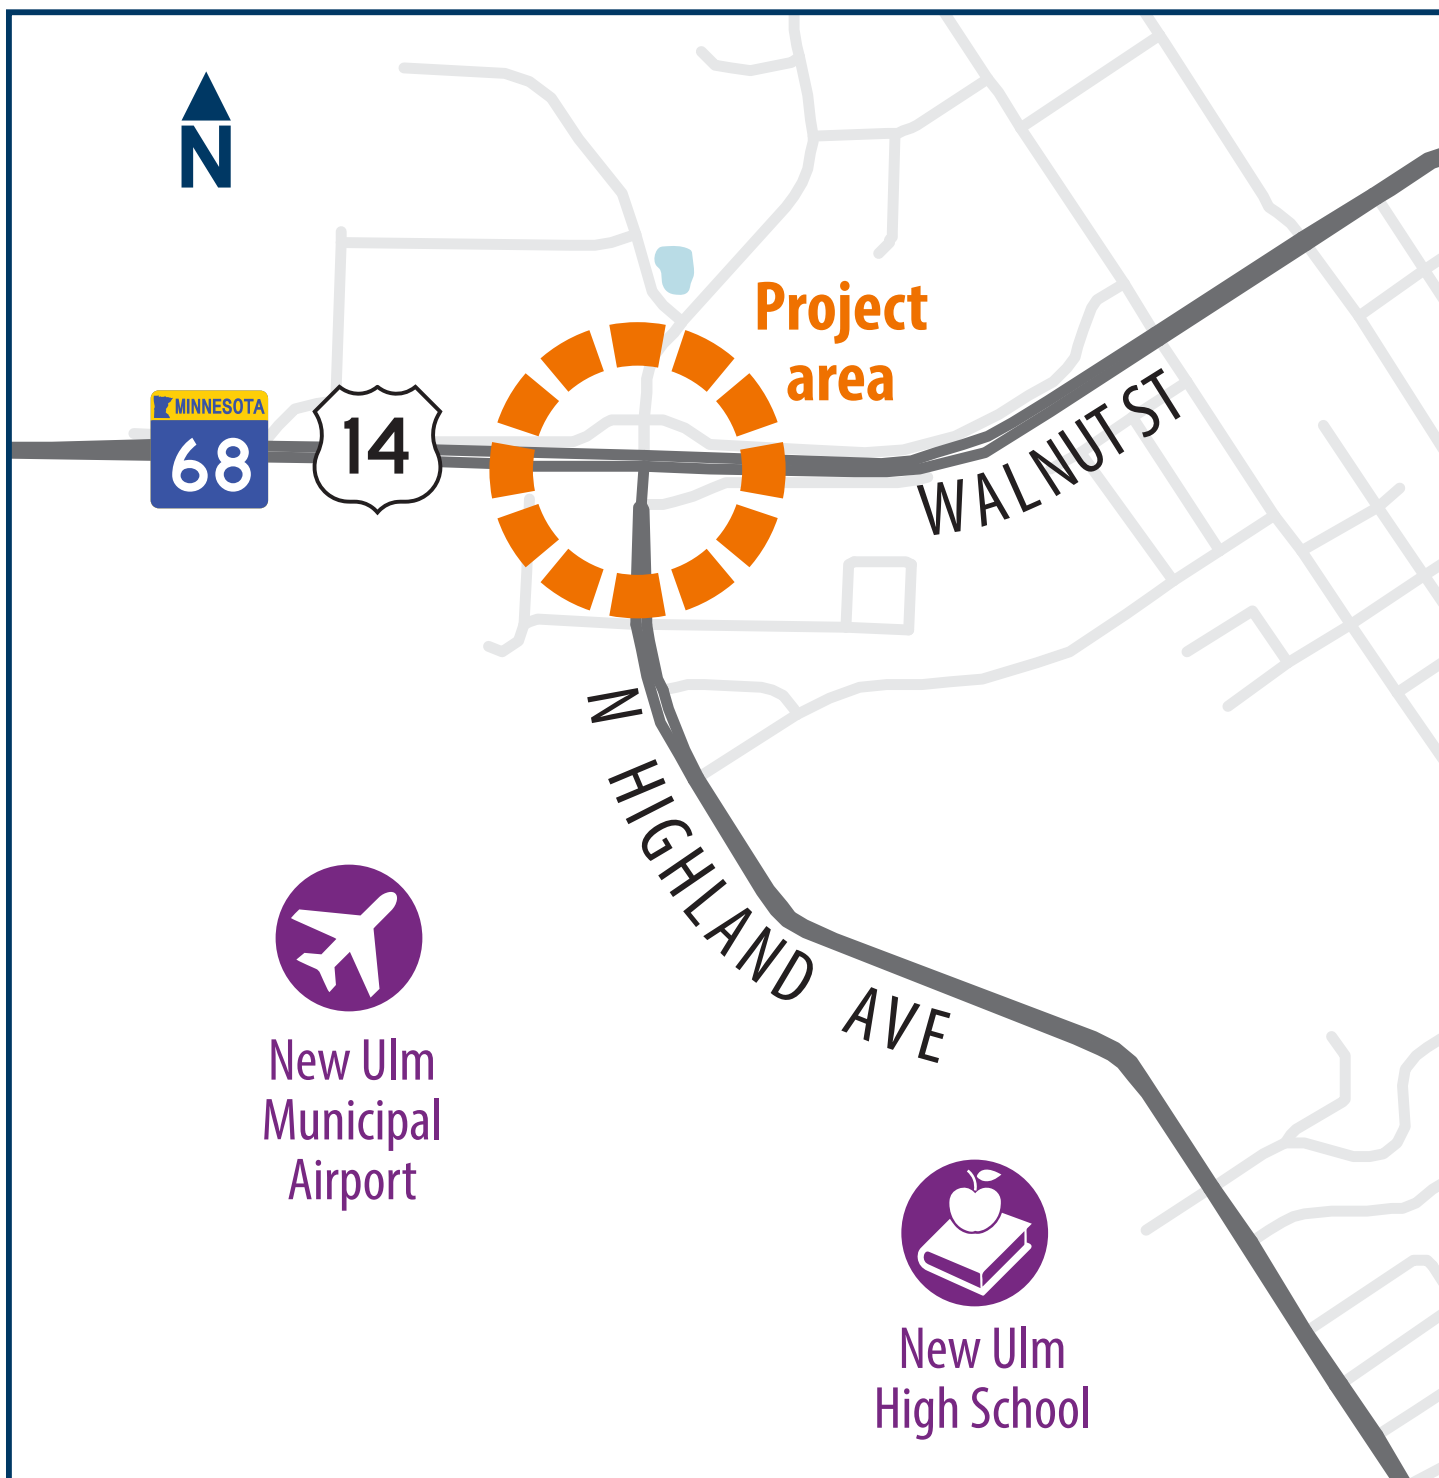 N
Project
area
MINNESOTA
68
14
WALNUT ST
N HIGHLAND AVE
New Ulm
Municipal
Airport
New Ulm
High School